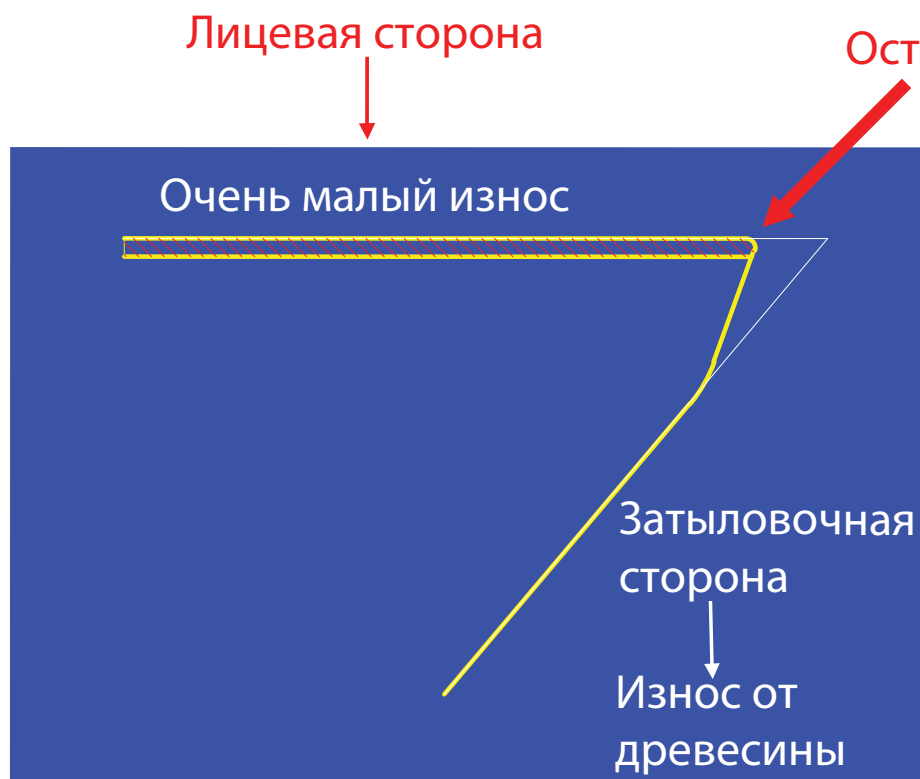 Лицевая сторона
Ост
Очень малый износ
Затыловочная
сторона
Износ от
древесины